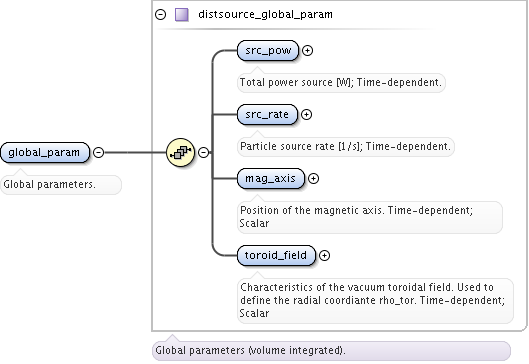 distsource_global_param
src_pow
Total power source [W]; Time-dependent.
src_rate
Particle source rate [1/s]; Time-dependent.
global_param
Global parameters.
mag_axis
Position of the magnetic axis. Time-dependent;
Scalar
toroid_field
Characteristics of the vacuum toroidal field. Used to
define the radial coordiante rho_tor. Time-dependent;
Scalar
Global parameters (volume integrated).